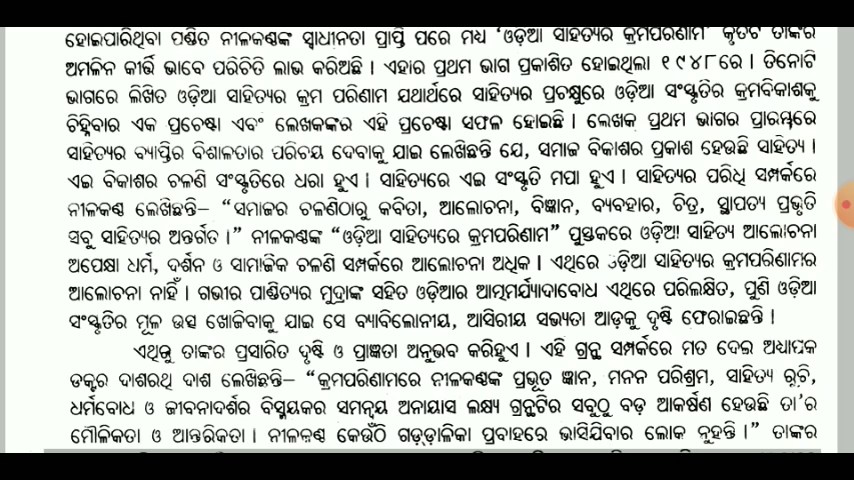 ହୋଇପାରିଥିବା ପଣ୍ଡିତ ନୀଳକଣ୍ଠଙ୍କ ସ୍ୱାଧୀନତା ପ୍ରାପ୍ତି ପରେ ମଧ୍ୟ ‘ଓଡ଼ିଆ ସାହିତ୍ୟର କ୍ରମପରିଣାମ’ କୃତିଟି ତାଙ୍କର
ଅମଳିନ କୀର୍ତ୍ତି ଭାବେ ପରିଚିତି ଲାଭ କରିଅଛି । ଏହାର ପ୍ରଥମ ଭାଗ ପ୍ରକାଶିତ ହୋଇଥିଲା ୧୯୪୮ରେ । ତିନୋଟି
ଭାଗରେ ଲିଖିତ ଓଡ଼ିଆ ସାହିତ୍ୟର କ୍ରମ ପରିଣାମ ଯଥାର୍ଥରେ ସାହିତ୍ୟର ପ୍ରଚକ୍ଷୁରେ ଓଡ଼ିଆ ସଂସ୍କୃତିର କ୍ରମବିକାଶକୁ
ଚିହ୍ନିବାର ଏକ ପ୍ରଚେଷ୍ଟା ଏବଂ ଲେଖକଙ୍କର ଏହି ପ୍ରଚେଷ୍ଟା ସଫଳ ହୋଇଛି । ଲେଖକ ପ୍ରଥମ ଭାଗର ପ୍ରାରମ୍ଭରେ
ସାହିତ୍ୟର ବ୍ୟାପ୍ତିର ବିଶାଳତାର ପରିଚୟ ଦେବାକୁ ଯାଇ ଲେଖିଛନ୍ତି ଯେ, ସମାଜ ବିକାଶର ପ୍ରକାଶ ହେଉଛି ସାହିତ୍ୟ ।
ଏଇ ବିକାଶର ଚଳଣି ସଂସ୍କୃତିରେ ଧରା ହୁଏ । ସାହିତ୍ୟରେ ଏଇ ସଂସ୍କୃତି ମପା ହୁଏ । ସାହିତ୍ୟର ପରିଧି ସମ୍ପର୍କରେ
ନୀଳକଣ୍ଠ ଲେଖିଛନ୍ତି– “ସମାଜର ଚଳଣିଠାରୁ କବିତା, ଆଲୋଚନା, ବିଜ୍ଞାନ, ବ୍ୟବହାର, ଚିତ୍ର, ସ୍ଥାପତ୍ୟ ପ୍ରଭୃତି
ସବୁ ସାହିତ୍ୟର ଅନ୍ତର୍ଗତ ।” ନୀଳକଣ୍ଠଙ୍କ “ଓଡ଼ିଆ ସାହିତ୍ୟରେ କ୍ରମପରିଣାମ” ପୁସ୍ତକରେ ଓଡ଼ିଆ ସାହିତ୍ୟ ଆଲୋଚନା
ଅପେକ୍ଷା ଧର୍ମ, ଦର୍ଶନ ଓ ସାମାଜିକ ଚଳଣି ସମ୍ପର୍କରେ ଆଲୋଚନା ଅଧିକ । ଏଥିରେ ଓଡ଼ିଆ ସାହିତ୍ୟର କ୍ରମପରିଣାମର
ଆଲୋଚନା ନାହିଁ । ଗଭୀର ପାଣ୍ଡିତ୍ୟର ମୁଦ୍ରାଙ୍କ ସହିତ ଓଡ଼ିଆର ଆତ୍ମମର୍ଯ୍ୟାଦାବୋଧ ଏଥିରେ ପରିଲକ୍ଷିତ, ପୁଣି ଓଡ଼ିଆ
ସଂସ୍କୃତିର ମୂଳ ଉତ୍ସ ଖୋଜିବାକୁ ଯାଇ ସେ ବ୍ୟାବିଲୋନୀୟ, ଆସିରୀୟ ସଭ୍ୟତା ଆଡ଼କୁ ଦୃଷ୍ଟି ଫେରାଇଛନ୍ତି ।
ଏଥିରୁ ତାଙ୍କର ପ୍ରସାରିତ ଦୃଷ୍ଟି ଓ ପ୍ରାଜ୍ଞତା ଅନୁଭବ କରିହୁଏ । ଏହି ଗ୍ରନ୍ଥ ସମ୍ପର୍କରେ ମତ ଦେଇ ଅଧ୍ୟାପକ
ଡକ୍ଟର ଦାଶରଥି ଦାଶ ଲେଖିଛନ୍ତି– “କ୍ରମପରିଣାମରେ ନୀଳକଣ୍ଠଙ୍କ ପ୍ରଭୂତ ଜ୍ଞାନ, ମନନ ପରିଶ୍ରମ, ସାହିତ୍ୟ ରୁଚି,
ଧର୍ମବୋଧ ଓ ଜୀବନାଦର୍ଶର ବିସ୍ମୟକର ସମନ୍ୱୟ ଅନାୟାସ ଲକ୍ଷ୍ୟ ଗ୍ରନ୍ଥଟିର ସବୁଠୁ ବଡ଼ ଆକର୍ଷଣ ହେଉଛି ତା’ର
ମୌଳିକତା ଓ ଆନ୍ତରିକତା । ନୀଳକଣ୍ଠ କେଉଁଠି ଗଡ୍ଡାଳିକା ପ୍ରବାହରେ ଭାସିଯିବାର ଲୋକ ନୁହନ୍ତି ।” ତାଙ୍କର